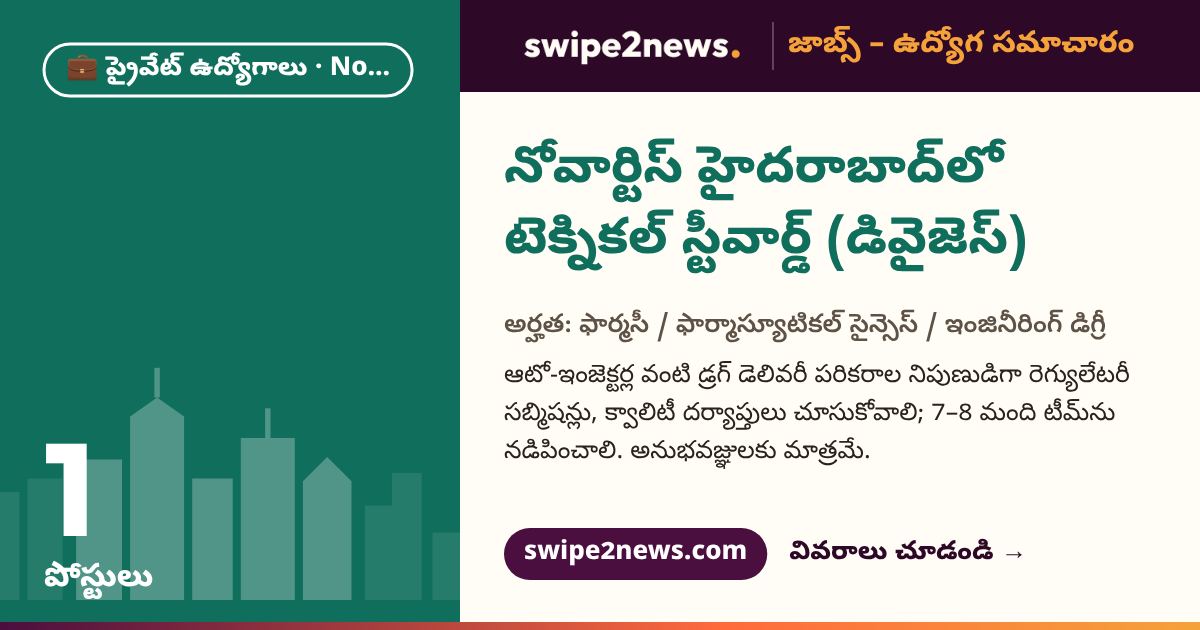 💼 ప్రైవేట్ ఉద్యోగాలు · No...
swipe2news.
జాబ్స్ – ఉద్యోగ సమాచారం
నోవార్టిస్ హైదరాబాద్‌లో
టెక్నికల్ స్టీవార్డ్ (డివైజెస్)
అర్హత: ఫార్మసీ / ఫార్మాస్యూటికల్ సైన్సెస్ / ఇంజినీరింగ్ డిగ్రీ
ఆటో-ఇంజెక్టర్ల వంటి డ్రగ్ డెలివరీ పరికరాల నిపుణుడిగా రెగ్యులేటరీ
సబ్మిషన్లు, క్వాలిటీ దర్యాప్తులు చూసుకోవాలి; 7–8 మంది టీమ్‌ను
నడిపించాలి. అనుభవజ్ఞులకు మాత్రమే.
1
పోస్టులు
swipe2news.com
వివరాలు చూడండి →